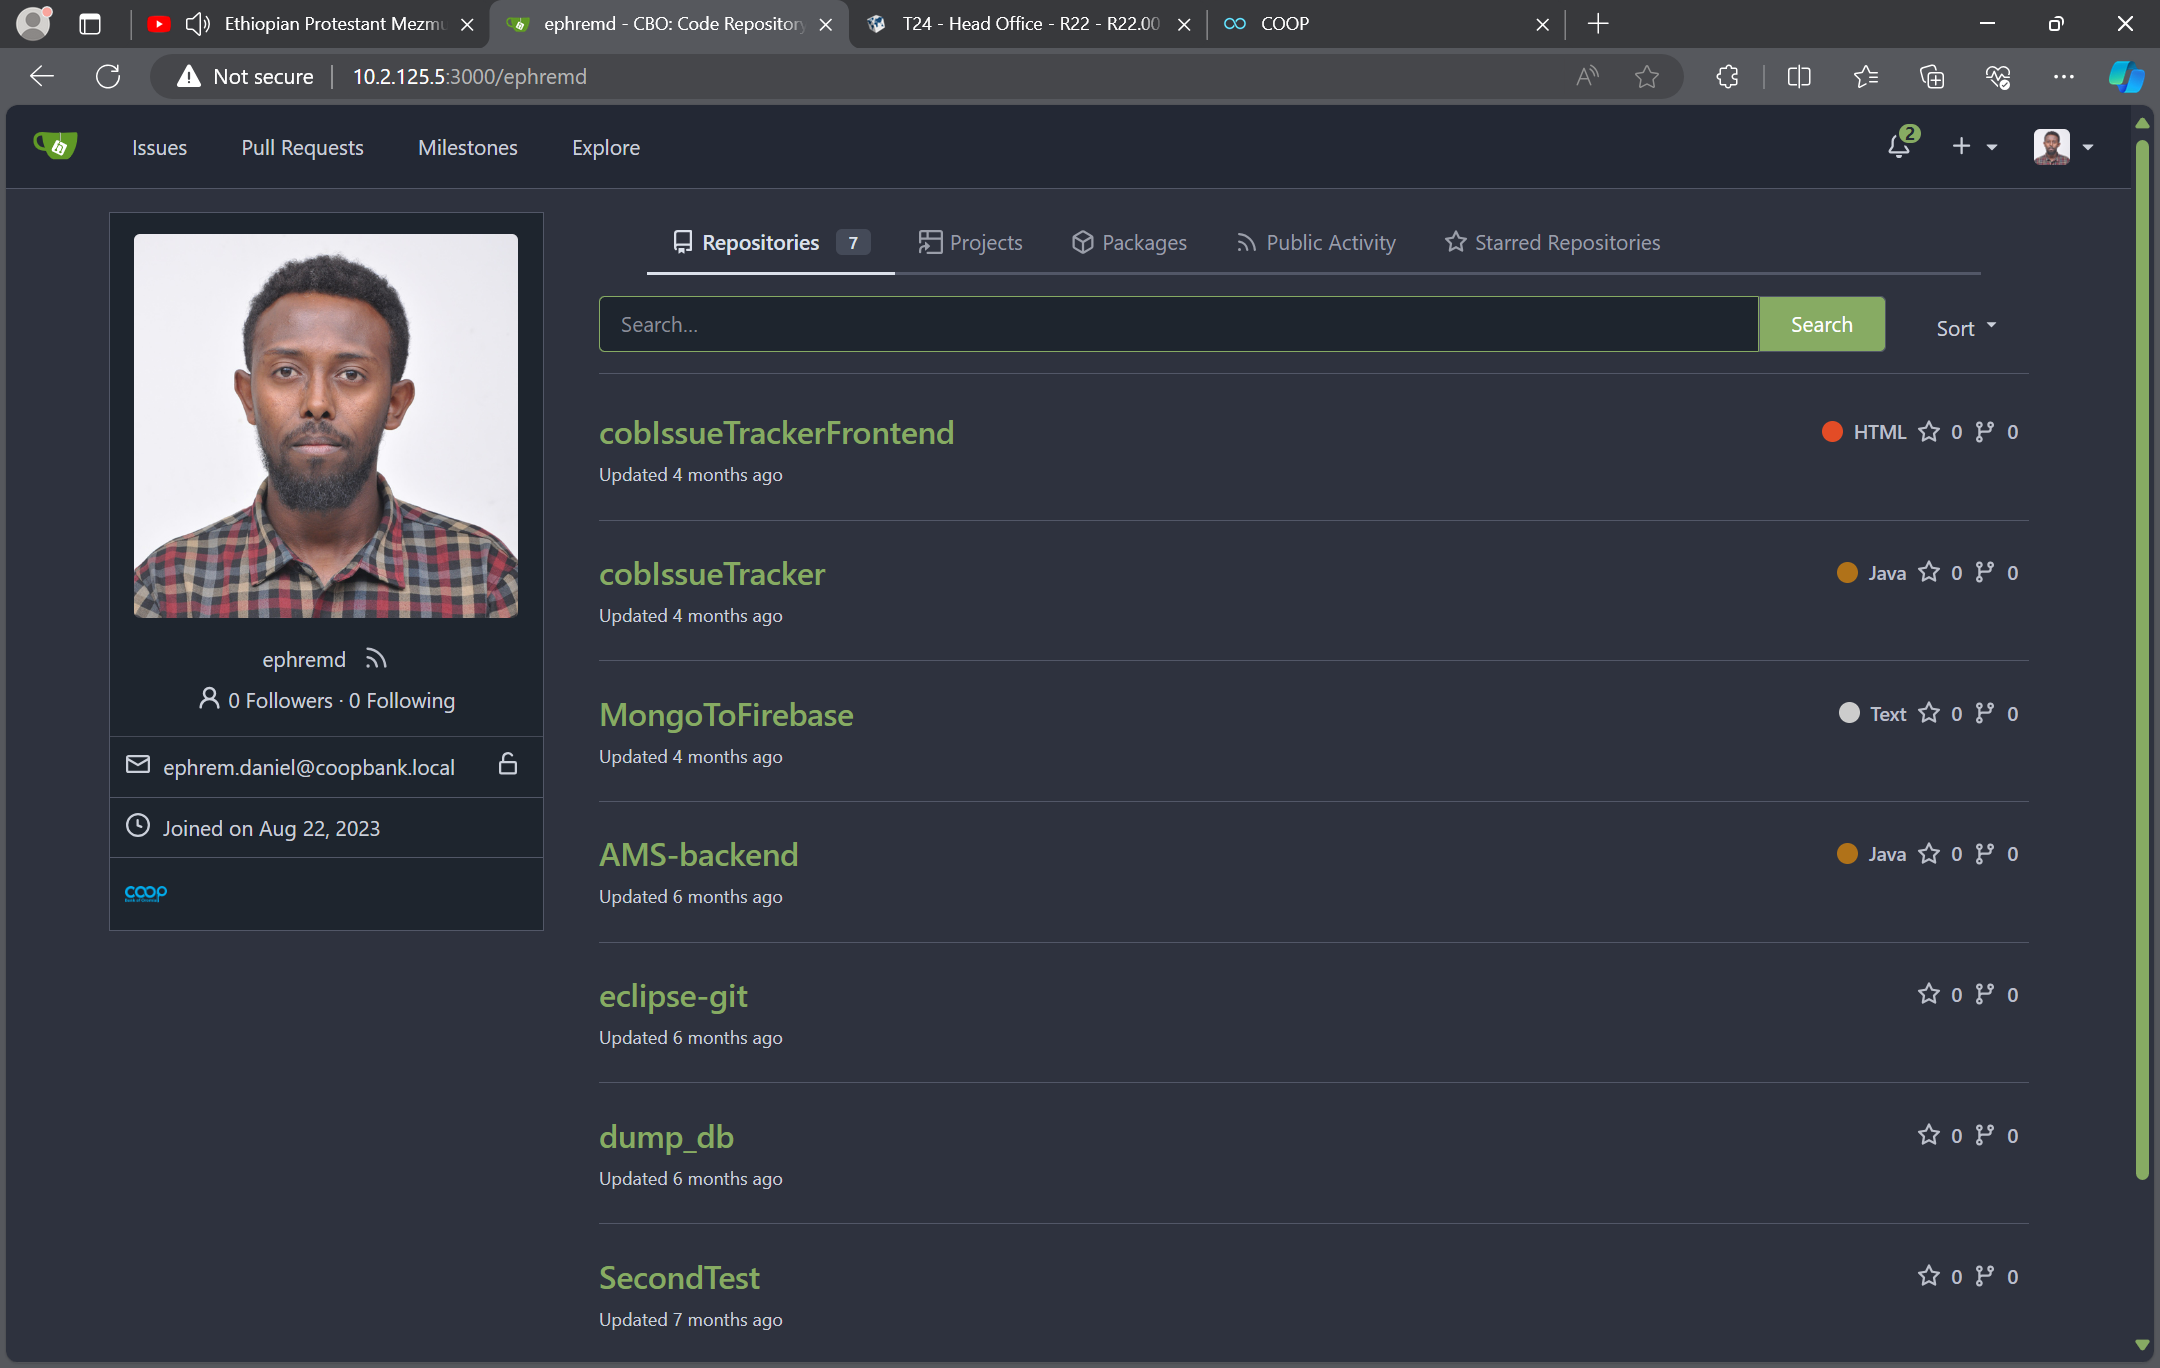 Ethiopian Protestant Mezmu
ephremd - CBO: Code Repository
T24 - Head Office - R22 - R22.00
COOP
Not secure
10.2.125.5:3000/ephremd
Issues
Pull Requests
Milestones
Explore
2
Repositories 7
Projects
Packages
Public Activity
Starred Repositories
Search...
Search
Sort
ephremd
0 Followers · 0 Following
ephrem.daniel@coopbank.local
Joined on Aug 22, 2023
coop
cobIssueTrackerFrontend
HTML 0 0
Updated 4 months ago
cobIssueTracker
Java 0 0
Updated 4 months ago
MongoToFirebase
Text 0 0
Updated 4 months ago
AMS-backend
Java 0 0
Updated 6 months ago
eclipse-git
0 0
Updated 6 months ago
dump_db
0 0
Updated 6 months ago
SecondTest
0 0
Updated 7 months ago